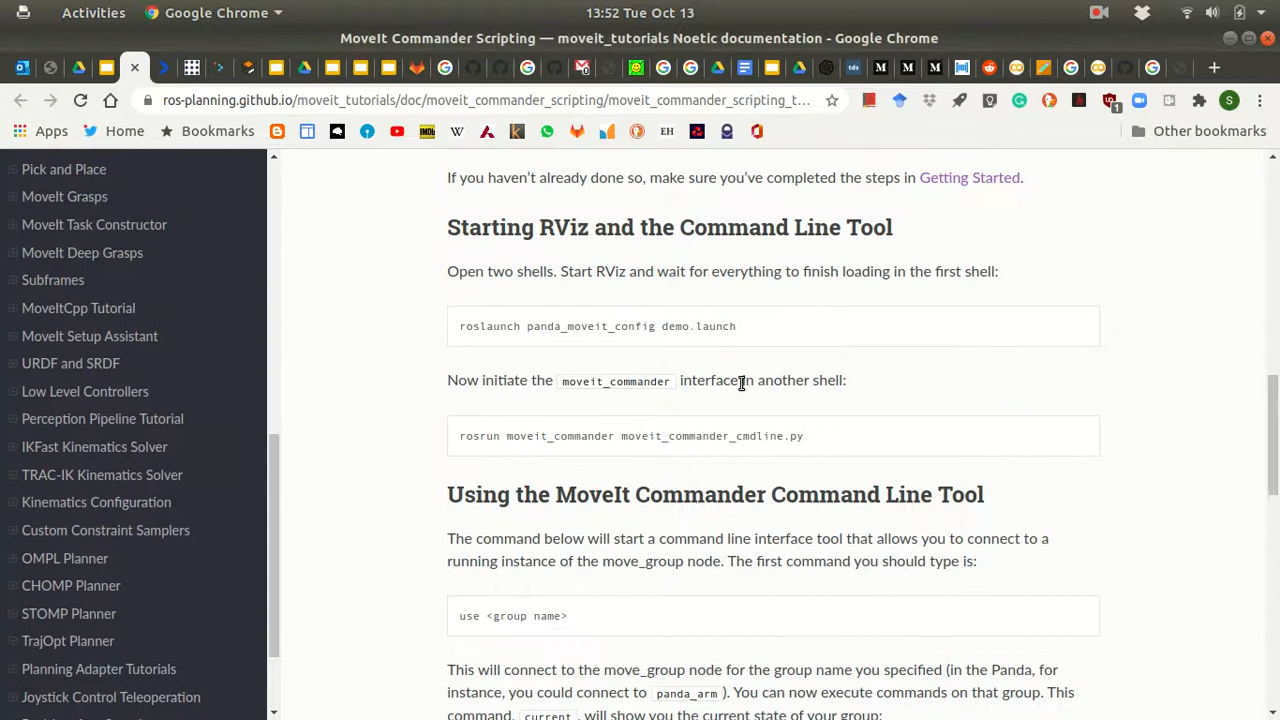 Activities
Google Chrome
13:52 Tue Oct 13
MoveIt Commander Scripting — moveit_tutorials Noetic documentation - Google Chrome
ros-planning.github.io/moveit_tutorials/doc/moveit_commander_scripting/moveit_commander_scripting_t...
1
S
Apps
Home
Bookmarks
EH
Other bookmarks
Pick and Place
MoveIt Grasps
MoveIt Task Constructor
MoveIt Deep Grasps
Subframes
MoveItCpp Tutorial
MoveIt Setup Assistant
URDF and SRDF
Low Level Controllers
Perception Pipeline Tutorial
IKFast Kinematics Solver
TRAC-IK Kinematics Solver
Kinematics Configuration
Custom Constraint Samplers
OMPL Planner
CHOMP Planner
STOMP Planner
TrajOpt Planner
Planning Adapter Tutorials
Joystick Control Teleoperation
If you haven't already done so, make sure you've completed the steps in Getting Started.
Starting RViz and the Command Line Tool
Open two shells. Start RViz and wait for everything to finish loading in the first shell:
roslaunch panda_moveit_config demo.launch
Now initiate the moveit_commander interface in another shell:
rosrun moveit_commander moveit_commander_cmdline.py
Using the MoveIt Commander Command Line Tool
The command below will start a command line interface tool that allows you to connect to a
running instance of the move_group node. The first command you should type is:
use <group name>
This will connect to the move_group node for the group name you specified (in the Panda, for
instance, you could connect to panda_arm ). You can now execute commands on that group. This
command, current , will show you the current state of your group: